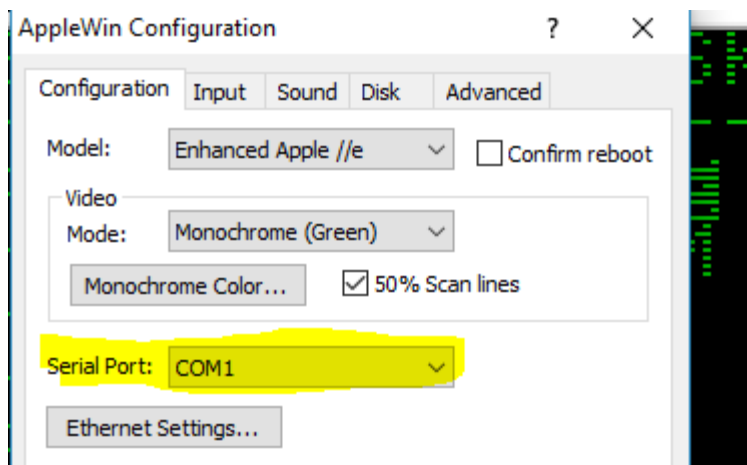 AppleWin Configuration ? ×
Configuration Input Sound Disk Advanced
Model: Enhanced Apple //e Confirm reboot
Video
Mode: Monochrome (Green)
Monochrome Color... 50% Scan lines
Serial Port: COM1
Ethernet Settings...